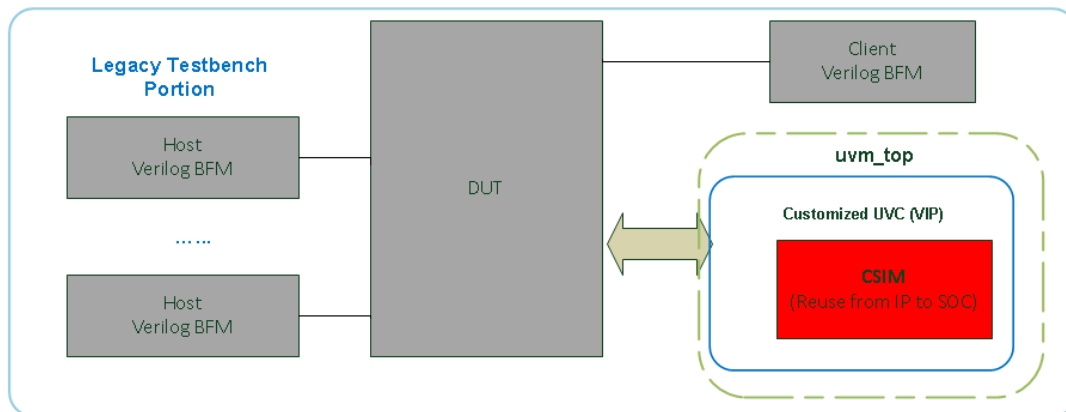 Legacy Testbench
Portion
Host
Verilog BFM
... ...
Host
Verilog BFM
DUT
Client
Verilog BFM
uvm_top
Customized UVC (VIP)
CSIM
(Reuse from IP to SOC)